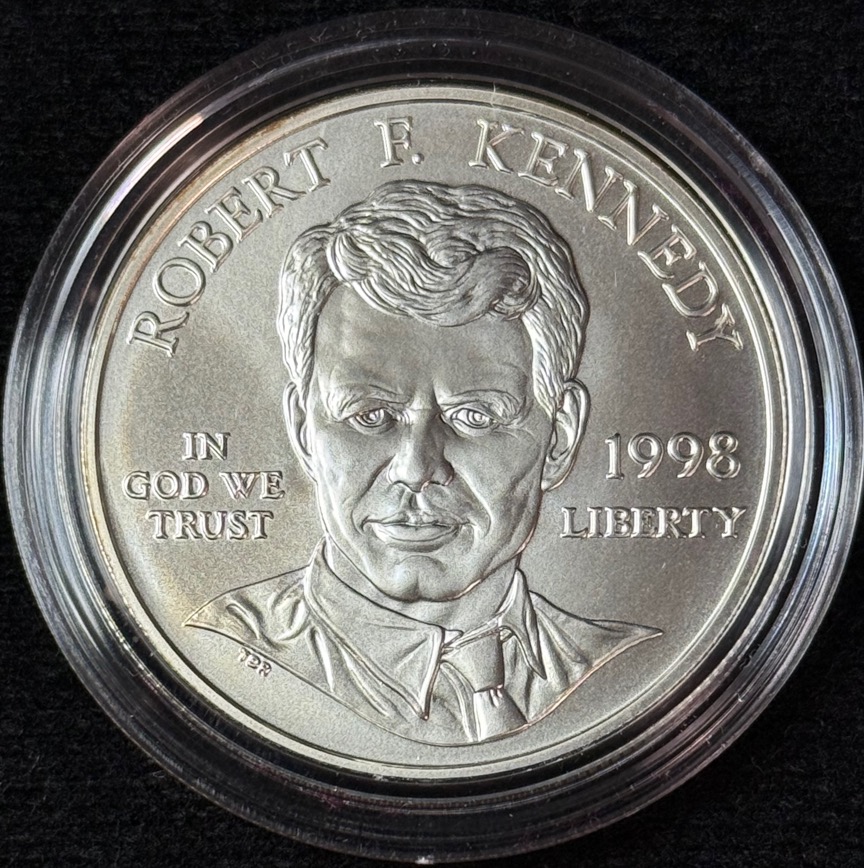 ROBERT F. KENNEDY
IN
GOD WE
TRUST
1998
LIBERTY